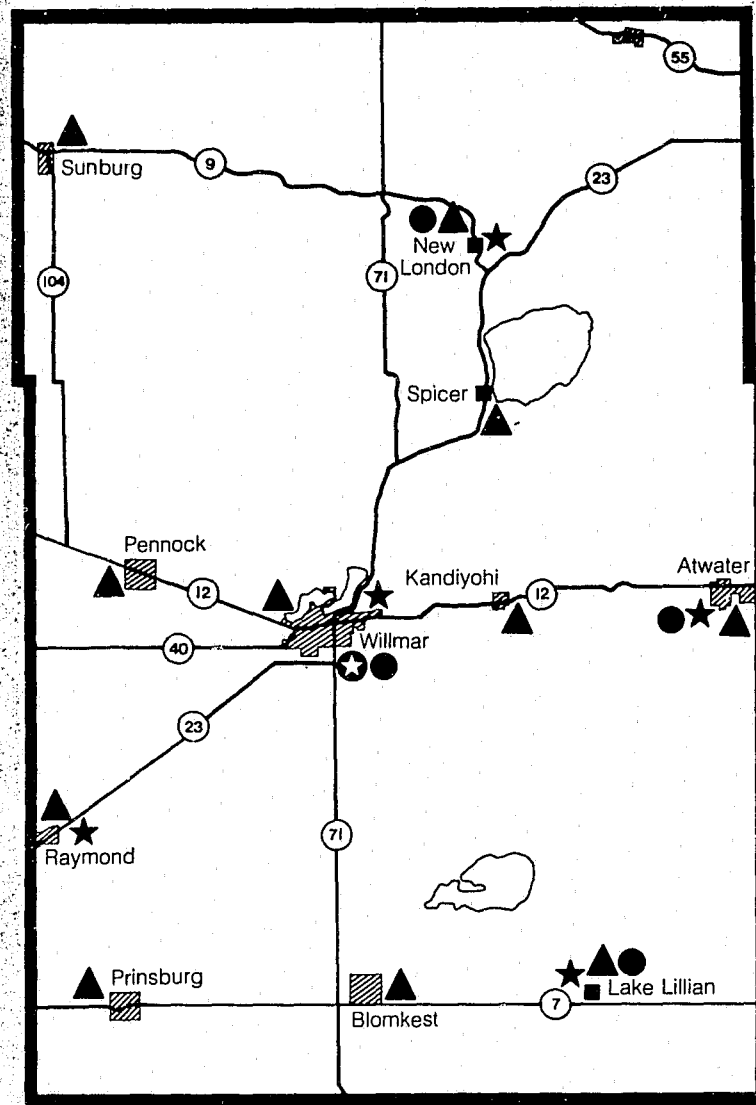 55
Sunburg
9
23
New
London
104
71
Spicer
Pennock
Kandiyohi
Atwater
12
12
Willmar
40
23
71
Raymond
Prinsburg
Lake Lillian
7
Blomkest